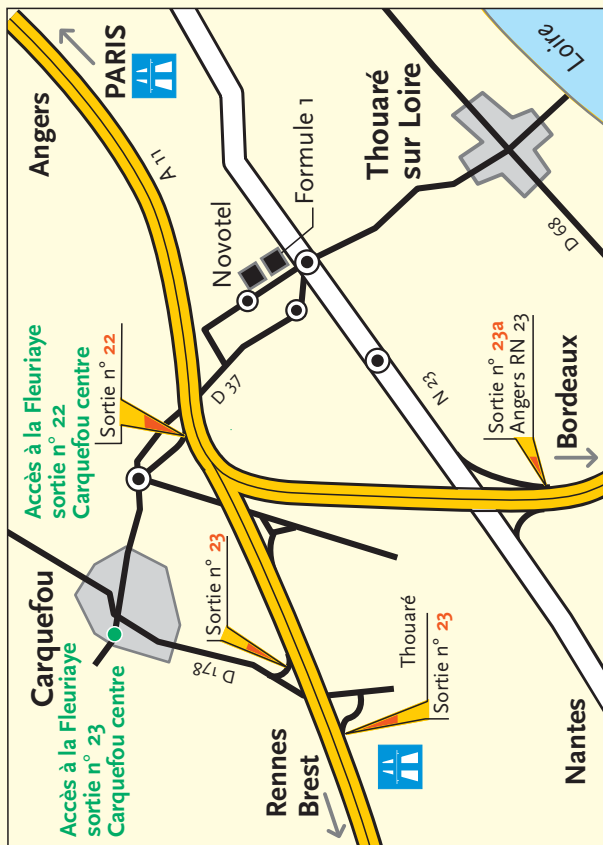 Accès à la Fleuriaye
sortie n° 23
Carquefou centre
Carquefou
Accès à la Fleuriaye
sortie n° 22
Carquefou centre
Sortie n° 22
Angers
PARIS
A 11
D 178
Sortie n° 23
D 37
Novotel
Formule 1
Rennes
Brest
Thouaré
Sortie n° 23
N 23
Thouaré
sur Loire
D 68
Loire
Nantes
Sortie n° 23a
Angers RN 23
Bordeaux